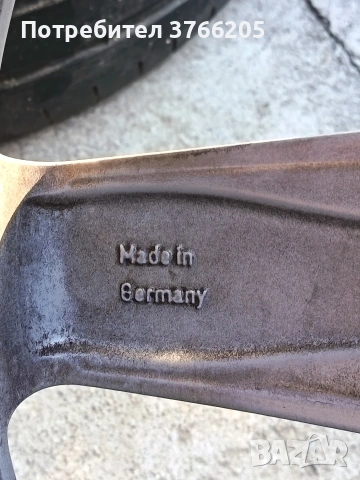 Потребител 3766205
Made in
Germany
BAZAR